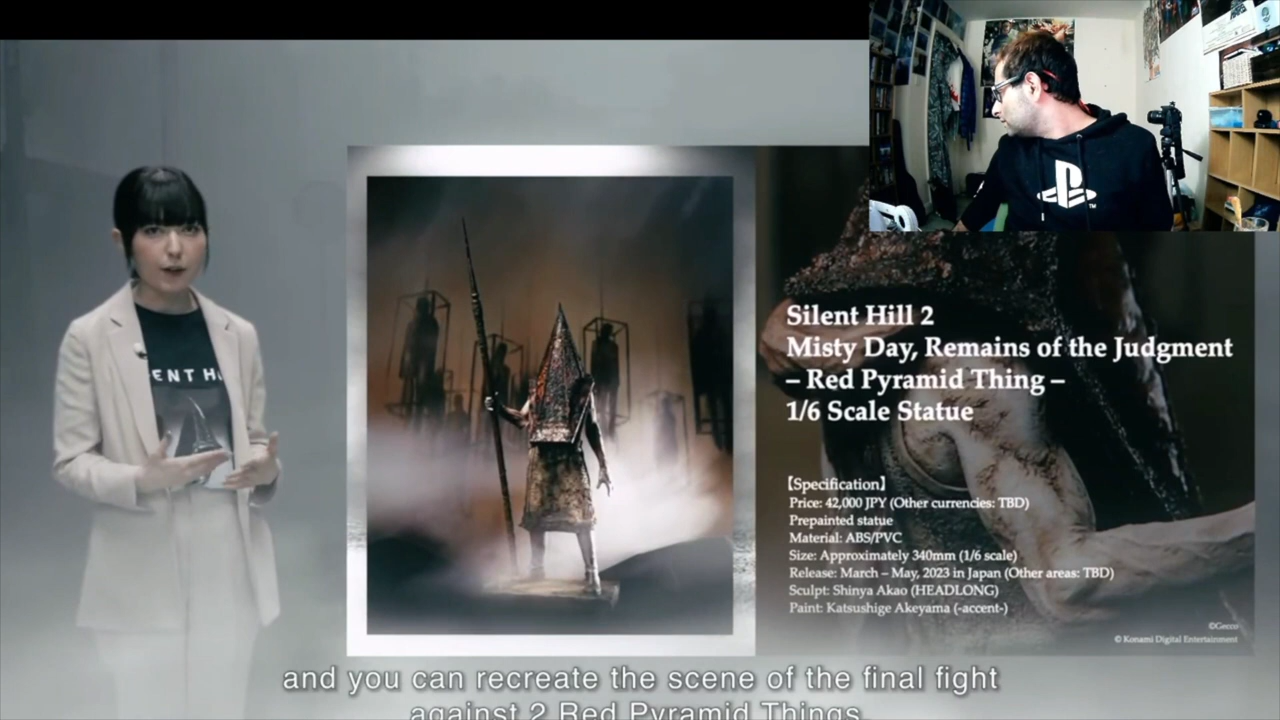 ENT H
Silent Hill 2
Misty Day, Remains of the Judgment
– Red Pyramid Thing –
1/6 Scale Statue
【Specification】
Price: 42,000 JPY (Other currencies: TBD)
Prepainted statue
Material: ABS/PVC
Size: Approximately 340mm (1/6 scale)
Release: March – May, 2023 in Japan (Other areas: TBD)
Sculpt: Shinya Akao (HEADLONG)
Paint: Katsushige Akeyama (-accent-)
©Gecco
© Konami Digital Entertainment
and you can recreate the scene of the final fight
against 2 Red Pyramid Things.